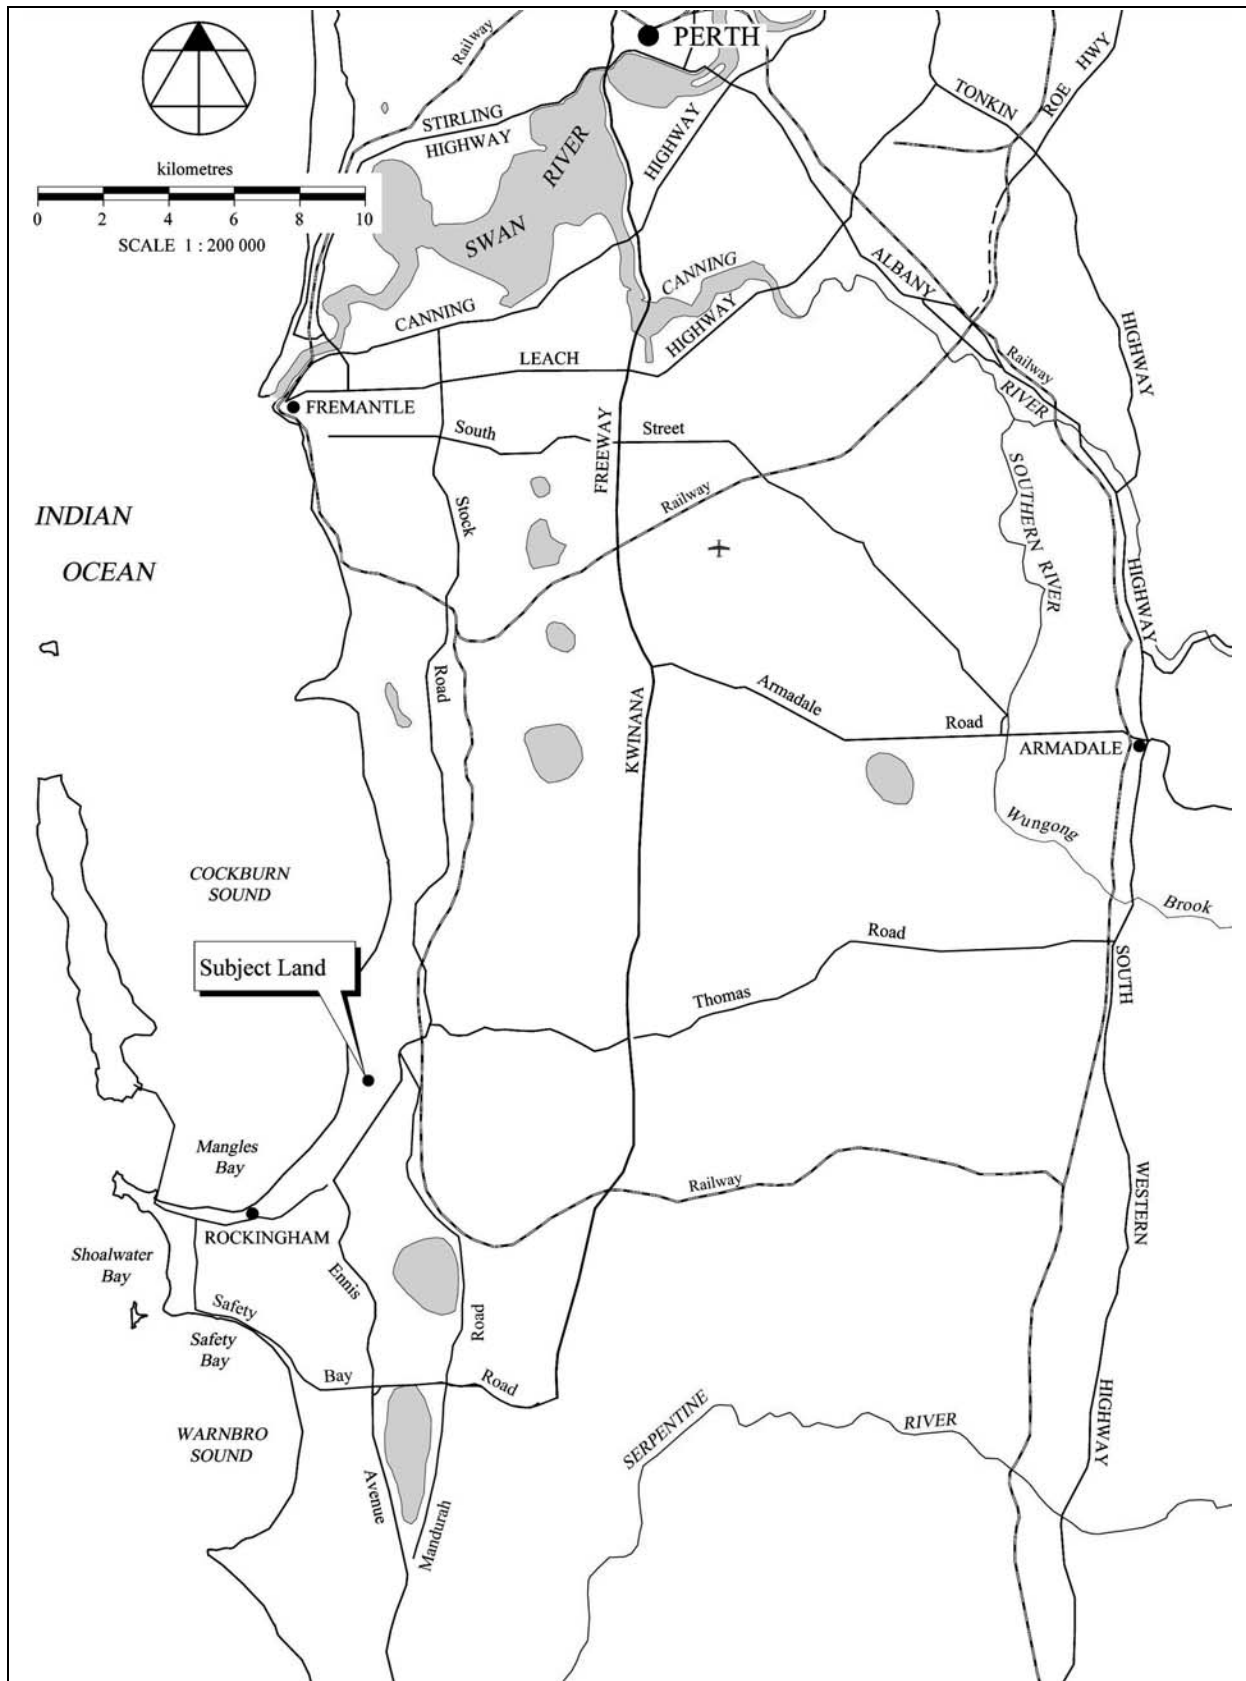 PERTH
Railway
HWY
ROE
TONKIN
STIRLING
HIGHWAY
HIGHWAY
RIVER
SWAN
kilometres
0 2 4 6 8 10
SCALE 1 : 200 000
CANNING
ALBANY
CANNING
HIGHWAY
HIGHWAY
LEACH
Railway
RIVER
FREMANTLE
South Street
FREEWAY
SOUTHERN RIVER
Stock
Railway
INDIAN
OCEAN
HIGHWAY
Road
Armadale
Road
ARMADALE
KWINANA
Wungong
Brook
COCKBURN
SOUND
Road
Subject Land
SOUTH
Thomas
Mangles
Bay
Railway
WESTERN
ROCKINGHAM
Shoalwater
Bay
Ennis
Safety
Road
Safety
Bay
Bay
Road
HIGHWAY
SERPENTINE
RIVER
WARNBRO
SOUND
Avenue
Mandurah